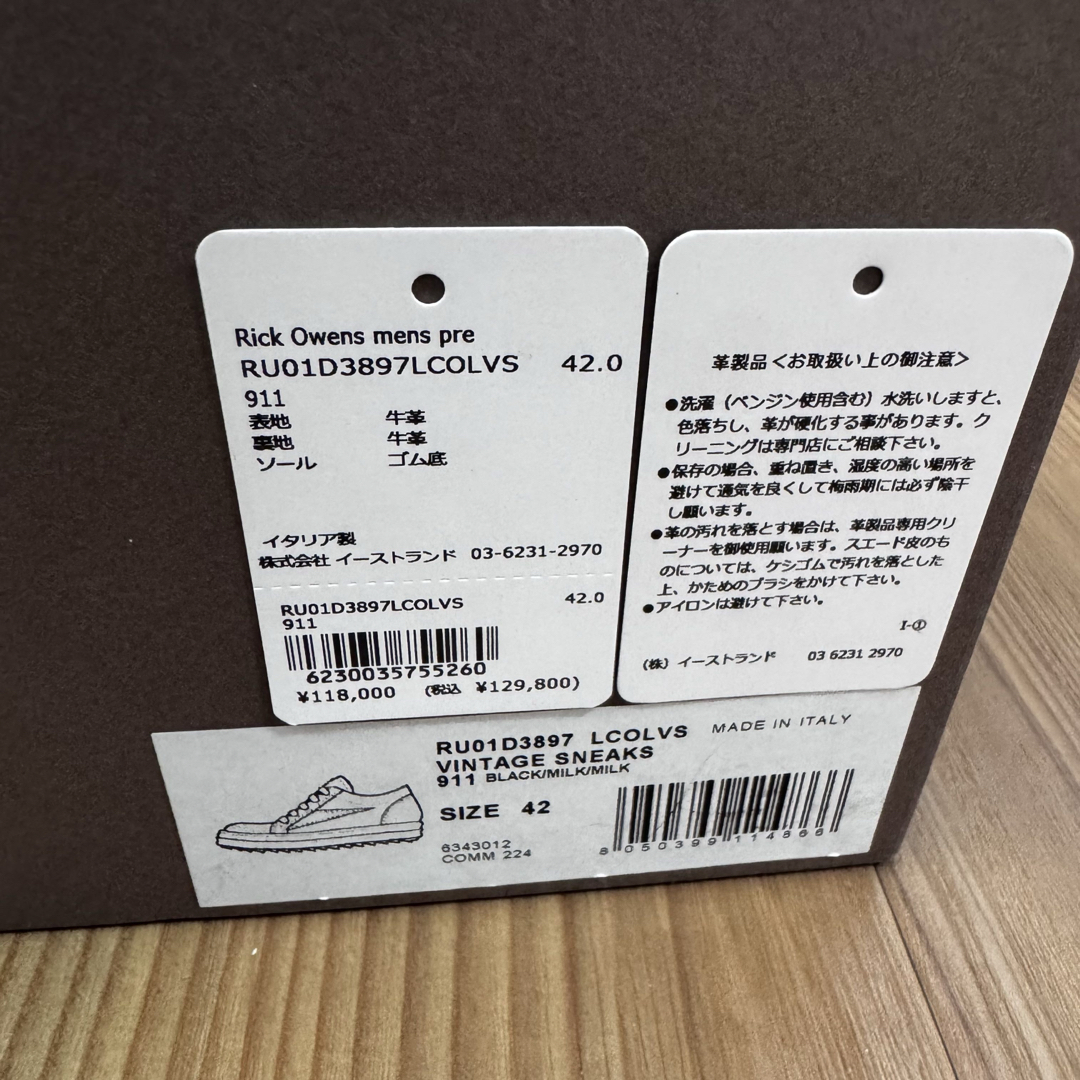 Rick Owens mens pre
RU01D3897LCOLVS 42.0
911
表地 牛革
裏地 牛革
ソール ゴム底
イタリア製
株式会社 イーストランド 03-6231-2970
RU01D3897LCOLVS 42.0
911
6230035755260
¥118,000 (税込 ¥129,800)
革製品<お取扱い上の御注意>
●洗濯(ベンジン使用含む)水洗いしますと、
色落ちし、革が硬化する事があります。ク
リーニングは専門店にご相談下さい。
●保存の場合、重ね置き、湿度の高い場所を
避けて通気を良くして梅雨期には必ず陰干
し願います。
●革の汚れを落とす場合は、革製品専用クリ
ーナーを御使用願います。スエード皮のも
のについては、ケシゴムで汚れを落とした
上、かためのブラシをかけて下さい。
●アイロンは避けて下さい。
I-①
(株)イーストランド 03 6231 2970
RU01D3897 LCOLVS MADE IN ITALY
VINTAGE SNEAKS
911 BLACK/MILK/MILK
SIZE 42
6343012
COMM 224
8 050399 114866